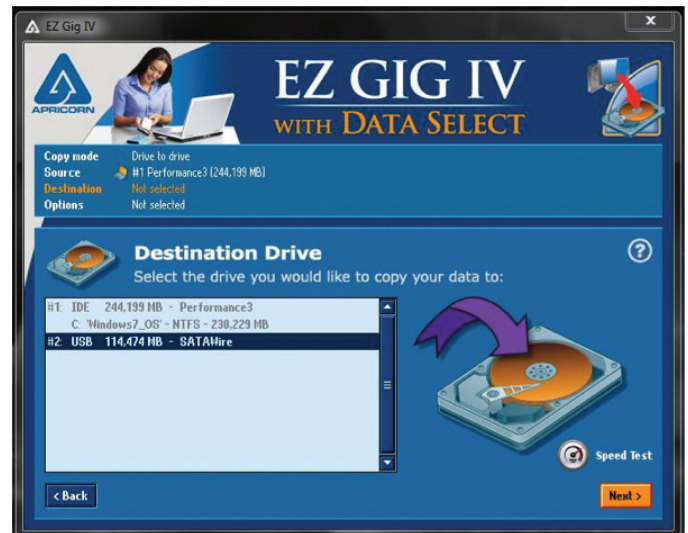 EZ Gig IV
x
APRICORN
EZ GIG IV
WITH DATA SELECT
Copy mode Drive to drive
Source #1 Performance3 (244,199 MB)
Destination Not selected
Options Not selected
Destination Drive
?
Select the drive you would like to copy your data to:
#1: IDE 244,199 MB - Performance3
C: 'Windows7_OS' - NTFS - 230,229 MB
#2: USB 114,474 MB - SATAWire
Speed Test
< Back
Next >